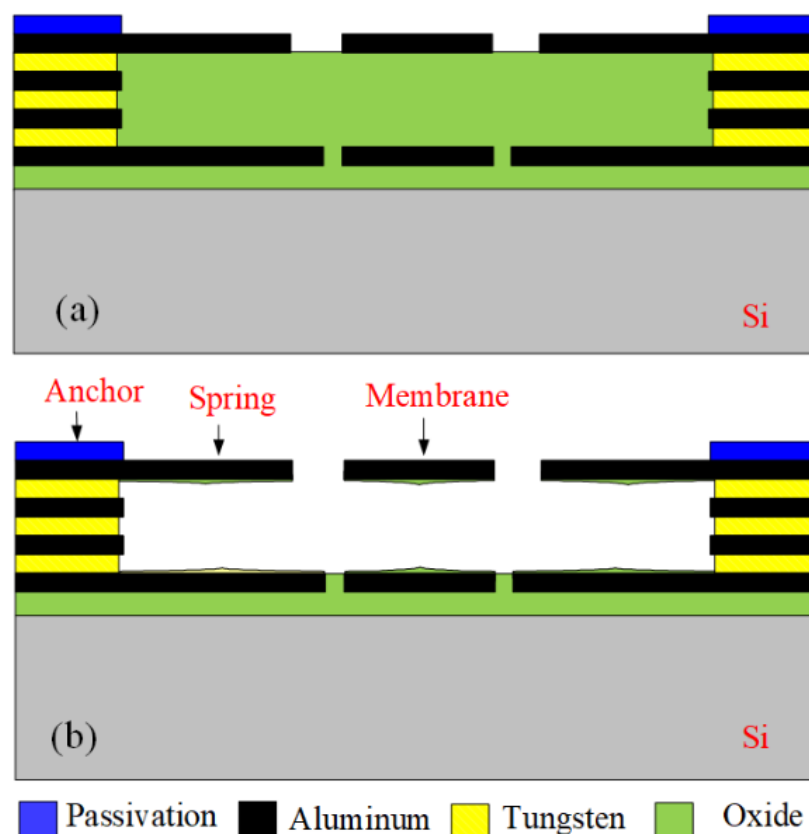 (a)
Si
Anchor
Spring
Membrane
(b)
Si
Passivation Aluminum Tungsten Oxide